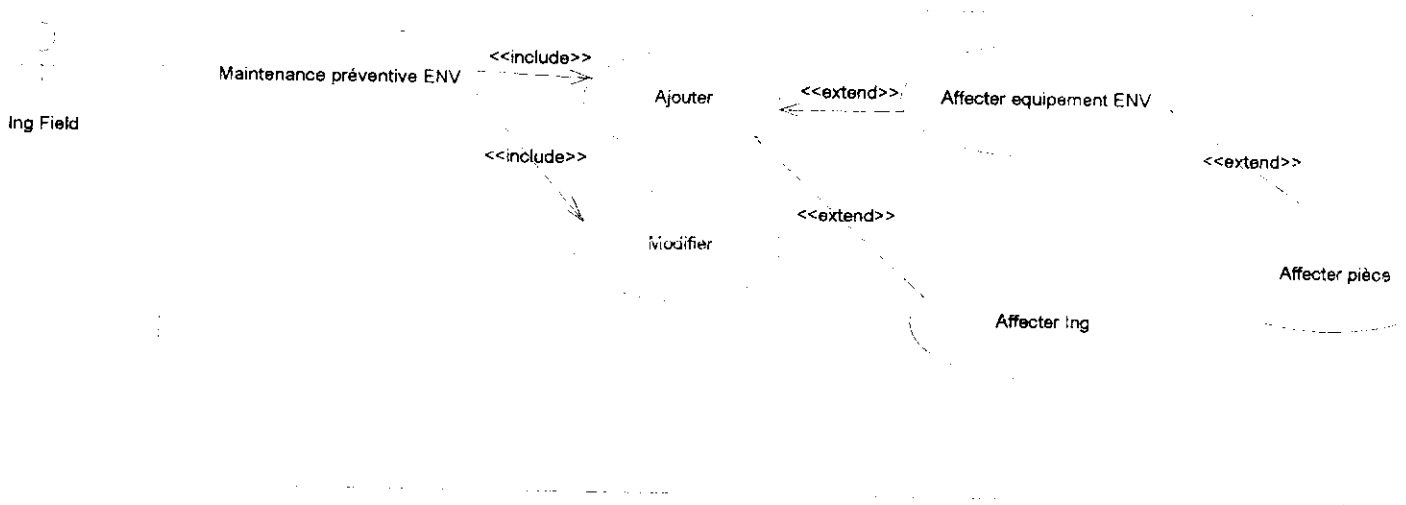 <<include>>
Maintenance préventive ENV
Ajouter
<<extend>>
Affecter equipement ENV
Ing Field
<<include>>
<<extend>>
<<extend>>
Modifier
Affecter pièce
Affecter Ing